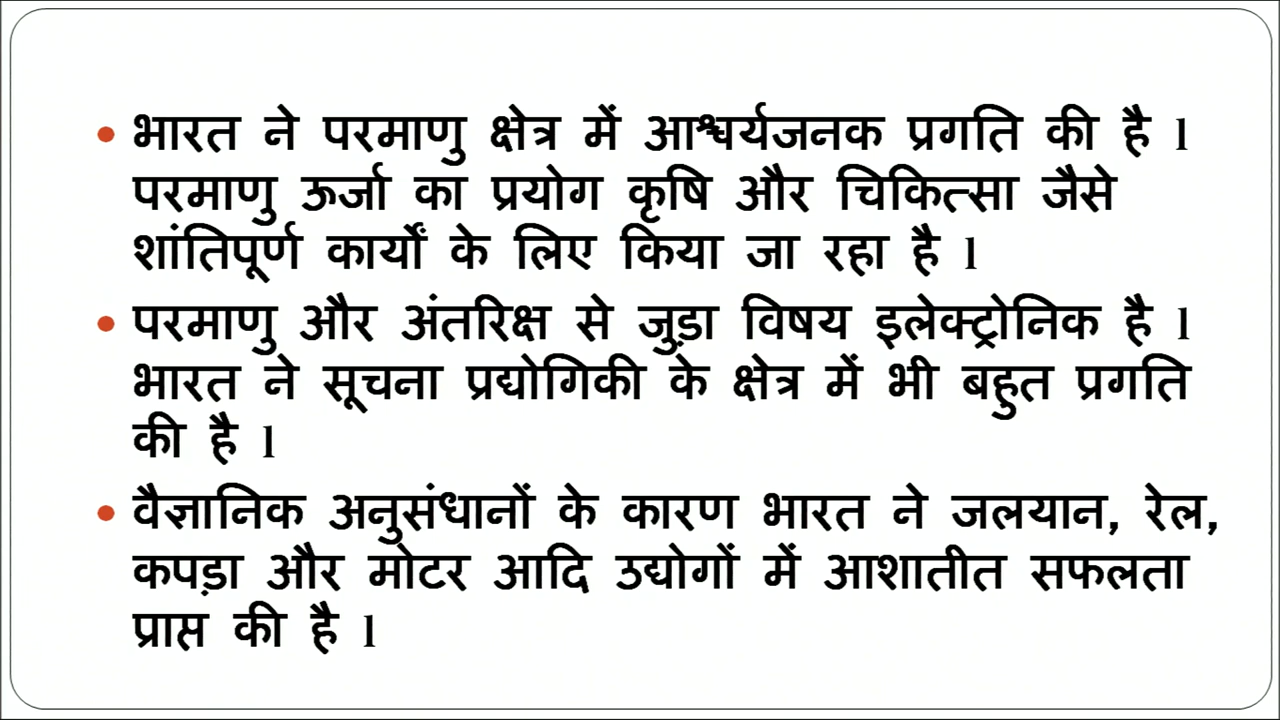 • भारत ने परमाणु क्षेत्र में आश्चर्यजनक प्रगति की है l
परमाणु ऊर्जा का प्रयोग कृषि और चिकित्सा जैसे
शांतिपूर्ण कार्यों के लिए किया जा रहा है l
• परमाणु और अंतरिक्ष से जुड़ा विषय इलेक्ट्रोनिक है l
भारत ने सूचना प्रद्योगिकी के क्षेत्र में भी बहुत प्रगति
की है l
• वैज्ञानिक अनुसंधानों के कारण भारत ने जलयान, रेल,
कपड़ा और मोटर आदि उद्योगों में आशातीत सफलता
प्राप्त की है l